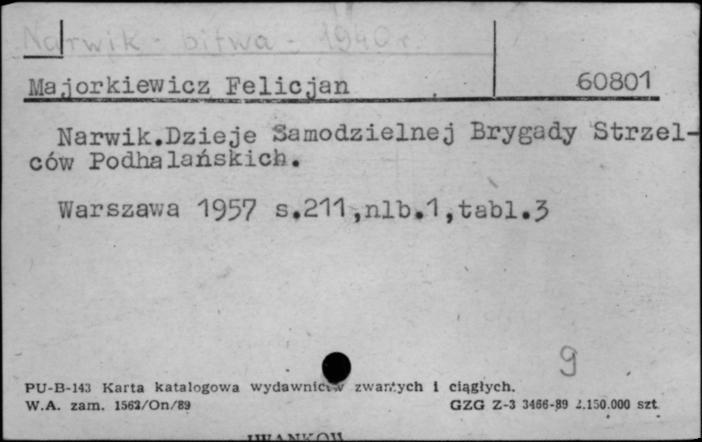 Narwik - bitwa - 1940 r.
Majorkiewicz Felicjan 60801
Narwik.Dzieje Samodzielnej Brygady Strzel-
ców Podhalańskich.
Warszawa 1957 s.211,nlb.1,tabl.3
9
PU-B-143 Karta katalogowa wydawnictw zwartych i ciągłych.
W.A. zam. 1562/On/89 GZG Z-3 3466-89 2.150.000 szt.